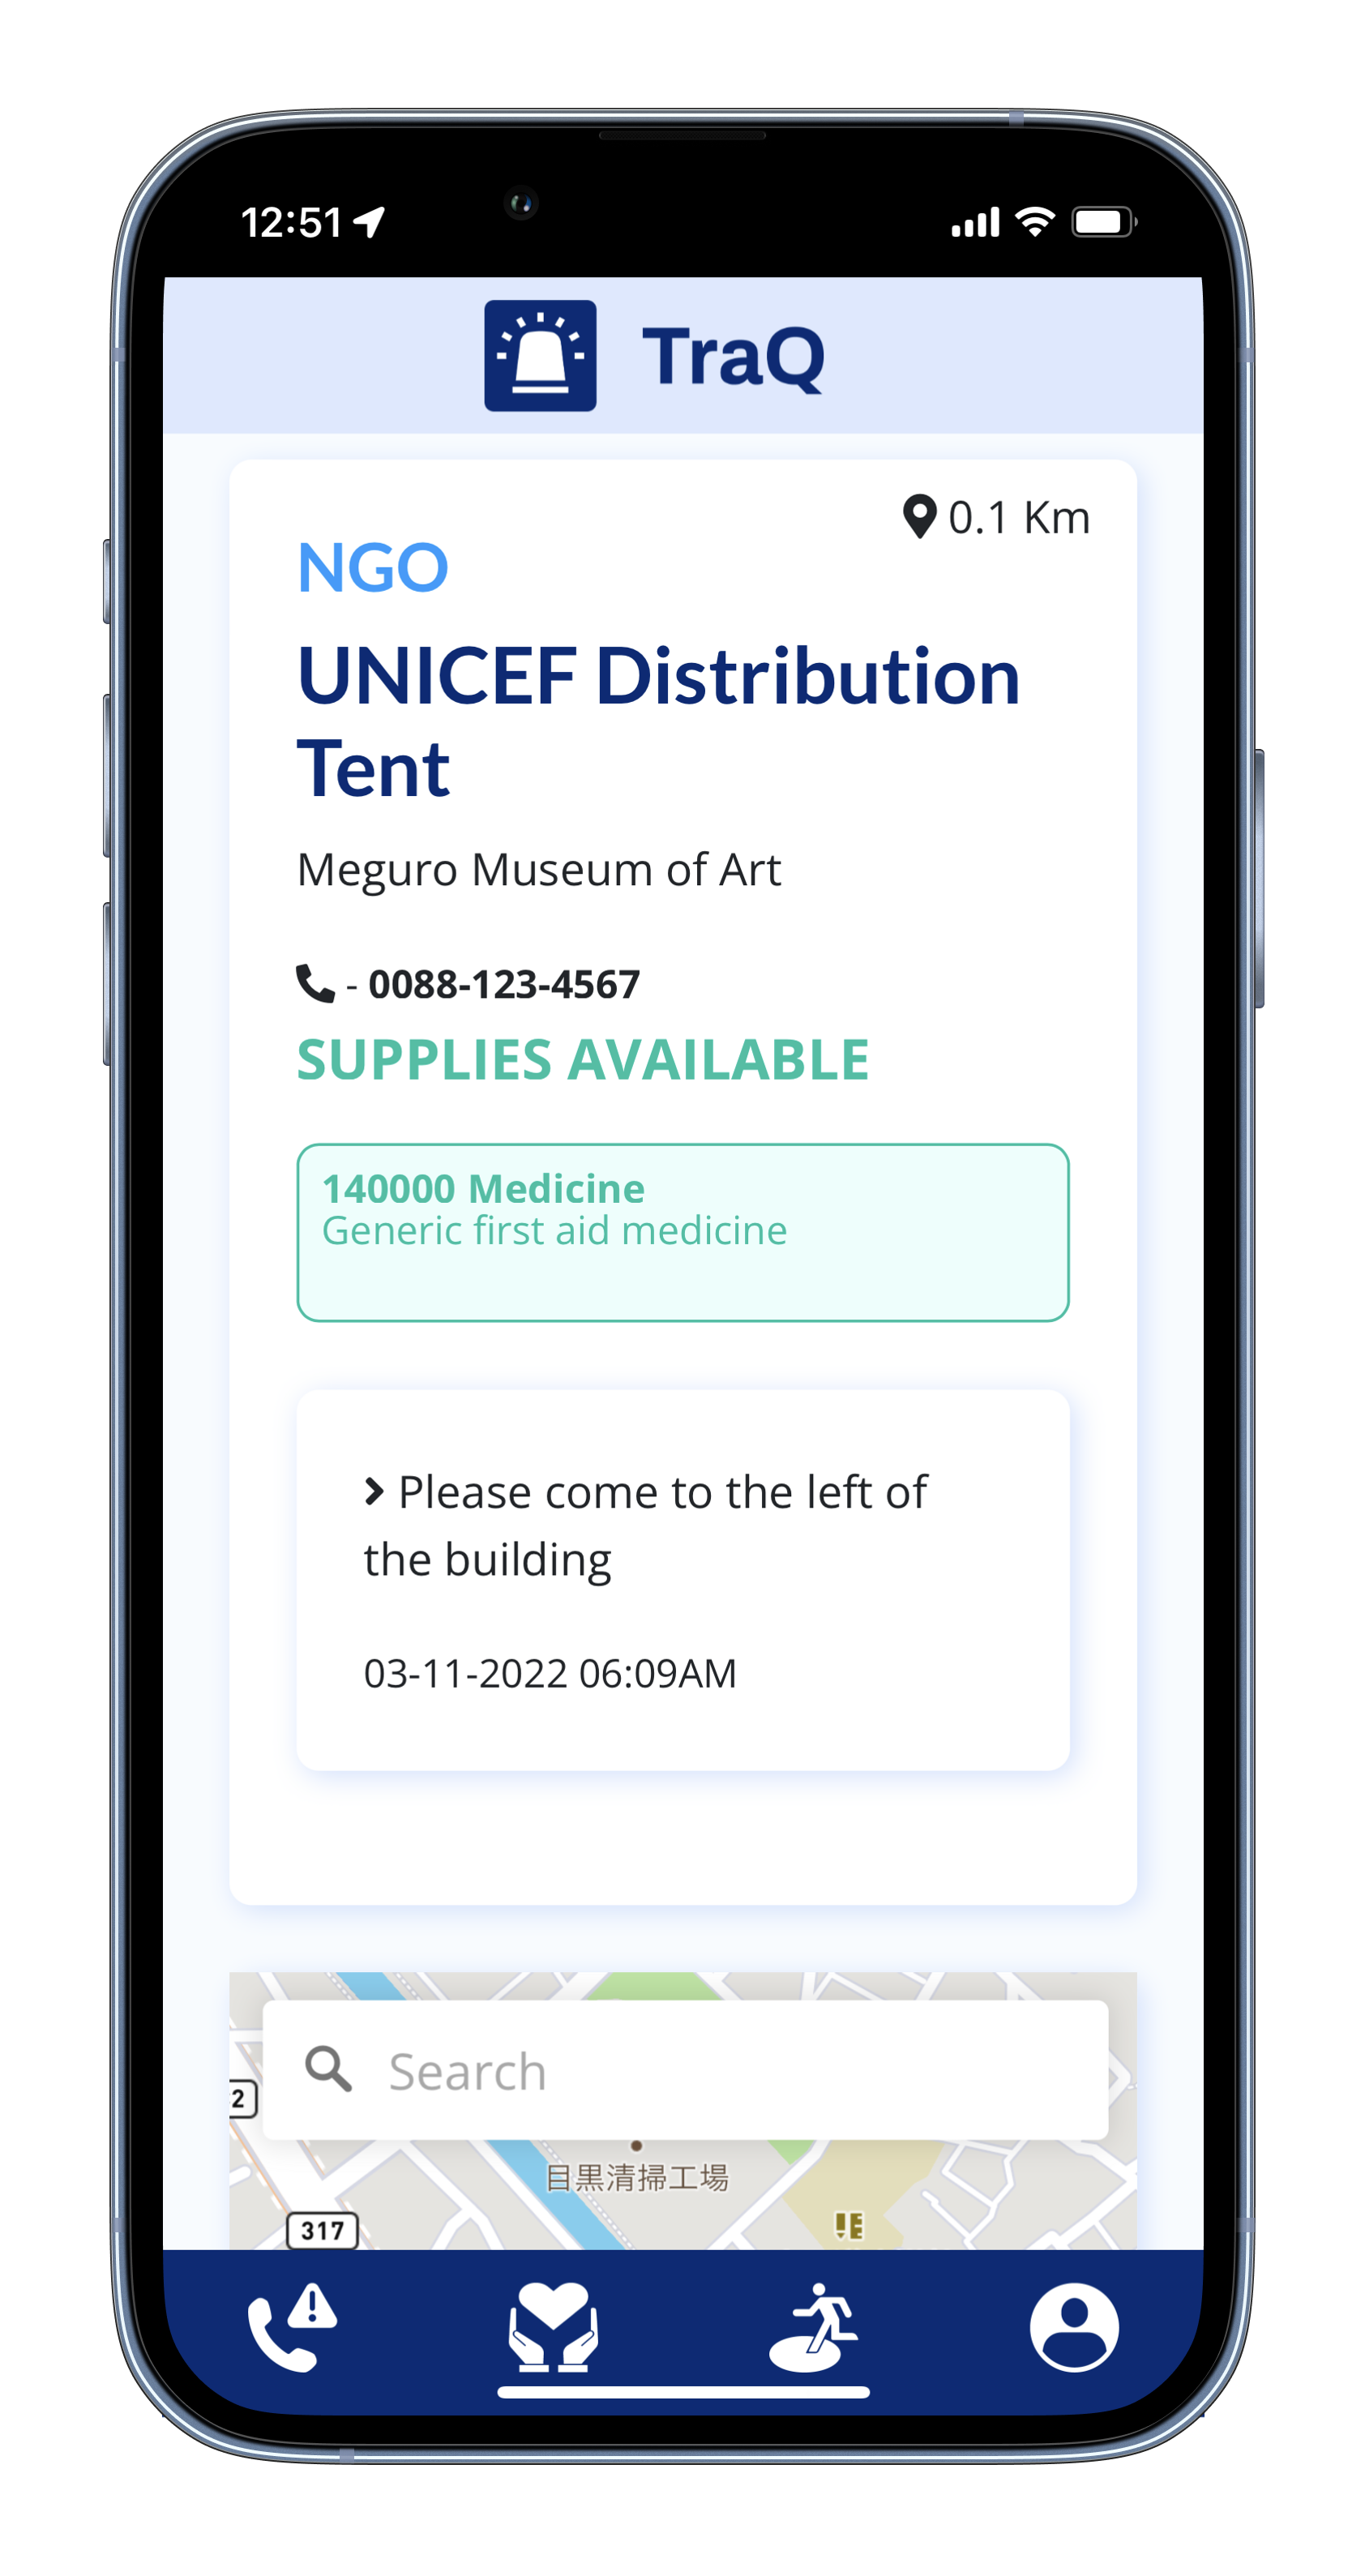 12:51
TraQ
0.1 Km
NGO
UNICEF Distribution
Tent
Meguro Museum of Art
- 0088-123-4567
SUPPLIES AVAILABLE
140000 Medicine
Generic first aid medicine
Please come to the left of
the building
03-11-2022 06:09AM
Search
2
目黒清掃工場
317